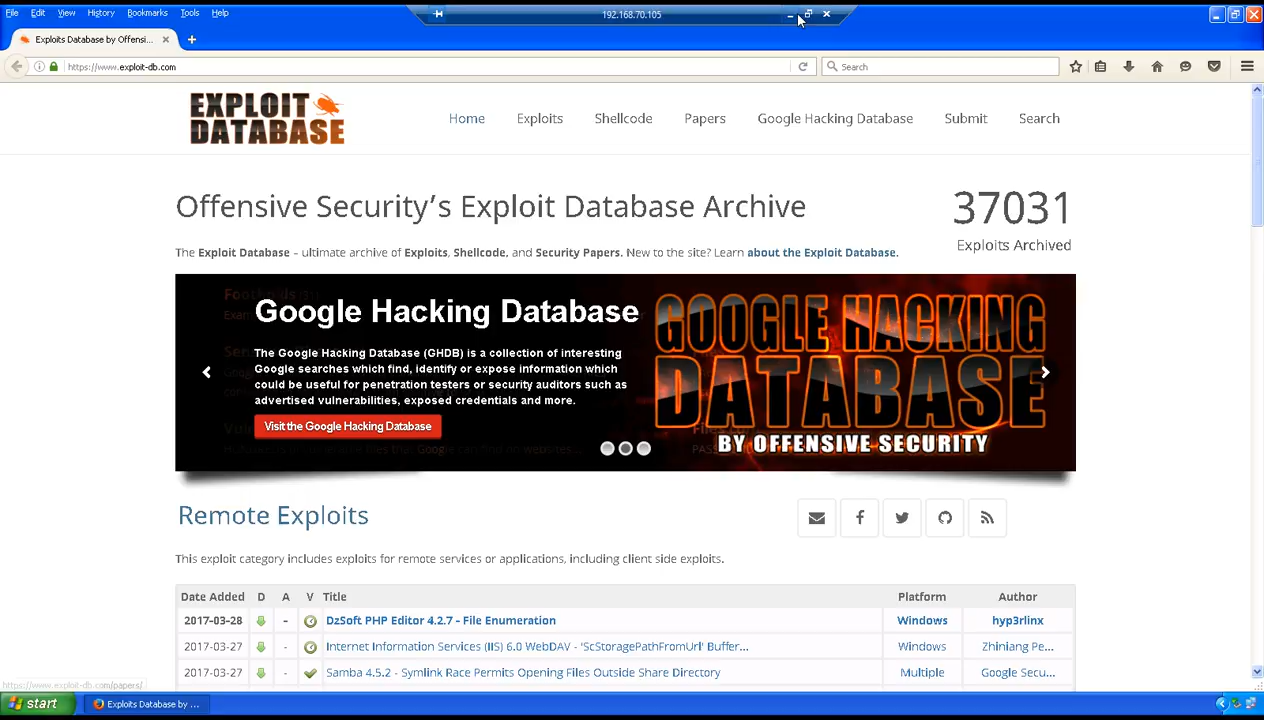 File Edit View History Bookmarks Tools Help
192.168.70.105
Exploits Database by Offensi...
https://www.exploit-db.com
Search
EXPLOIT
DATABASE
Home Exploits Shellcode Papers Google Hacking Database Submit Search
Offensive Security's Exploit Database Archive
37031
Exploits Archived
The Exploit Database – ultimate archive of Exploits, Shellcode, and Security Papers. New to the site? Learn about the Exploit Database.
Google Hacking Database
The Google Hacking Database (GHDB) is a collection of interesting
Google searches which find, identify or expose information which
could be useful for penetration testers or security auditors such as
advertised vulnerabilities, exposed credentials and more.
Visit the Google Hacking Database
GOOGLE HACKING
DATABASE
BY OFFENSIVE SECURITY
Remote Exploits
This exploit category includes exploits for remote services or applications, including client side exploits.
Date Added D A V Title Platform Author
2017-03-28 - DzSoft PHP Editor 4.2.7 - File Enumeration Windows hyp3rlinx
2017-03-27 - Internet Information Services (IIS) 6.0 WebDAV - 'ScStoragePathFromUrl' Buffer... Windows Zhiniang Pe...
2017-03-27 - Samba 4.5.2 - Symlink Race Permits Opening Files Outside Share Directory Multiple Google Secu...
https://www.exploit-db.com/papers/
start Exploits Database by ...